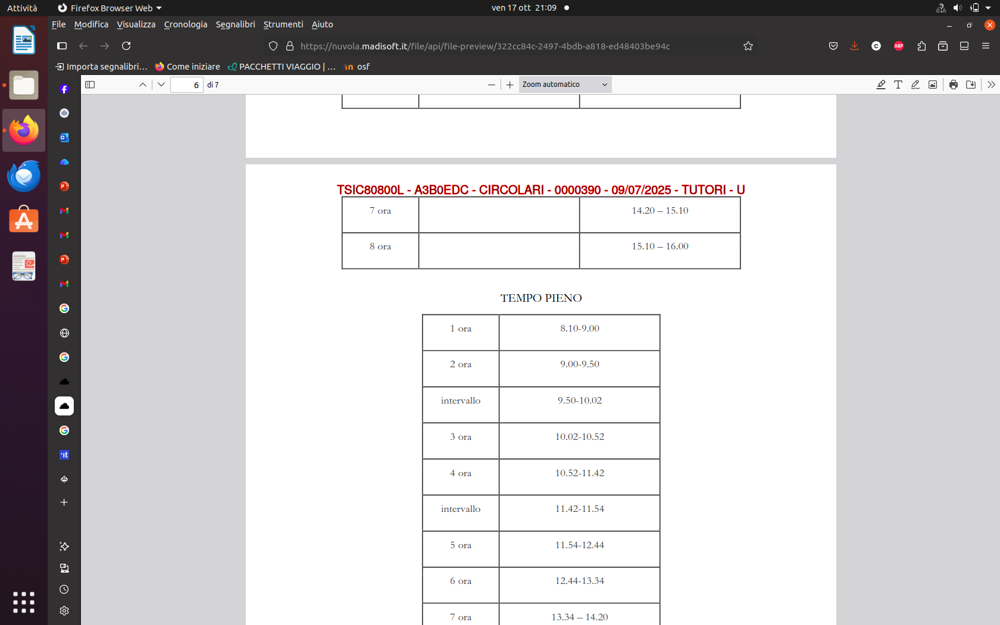 Attività Firefox Browser Web ven 17 ott 21:09
File Modifica Visualizza Cronologia Segnalibri Strumenti Aiuto
https://nuvola.madisoft.it/file/api/file-preview/322cc84c-2497-4bdb-a818-ed48403be94c
Importa segnalibri… Come iniziare PACCHETTI VIAGGIO | … osf
6 di 7 Zoom automatico
TSIC80800L - A3B0EDC - CIRCOLARI - 0000390 - 09/07/2025 - TUTORI - U
7 ora 14.20 – 15.10
8 ora 15.10 – 16.00
TEMPO PIENO
1 ora 8.10-9.00
2 ora 9.00-9.50
intervallo 9.50-10.02
3 ora 10.02-10.52
4 ora 10.52-11.42
intervallo 11.42-11.54
5 ora 11.54-12.44
6 ora 12.44-13.34
7 ora 13.34 – 14.20